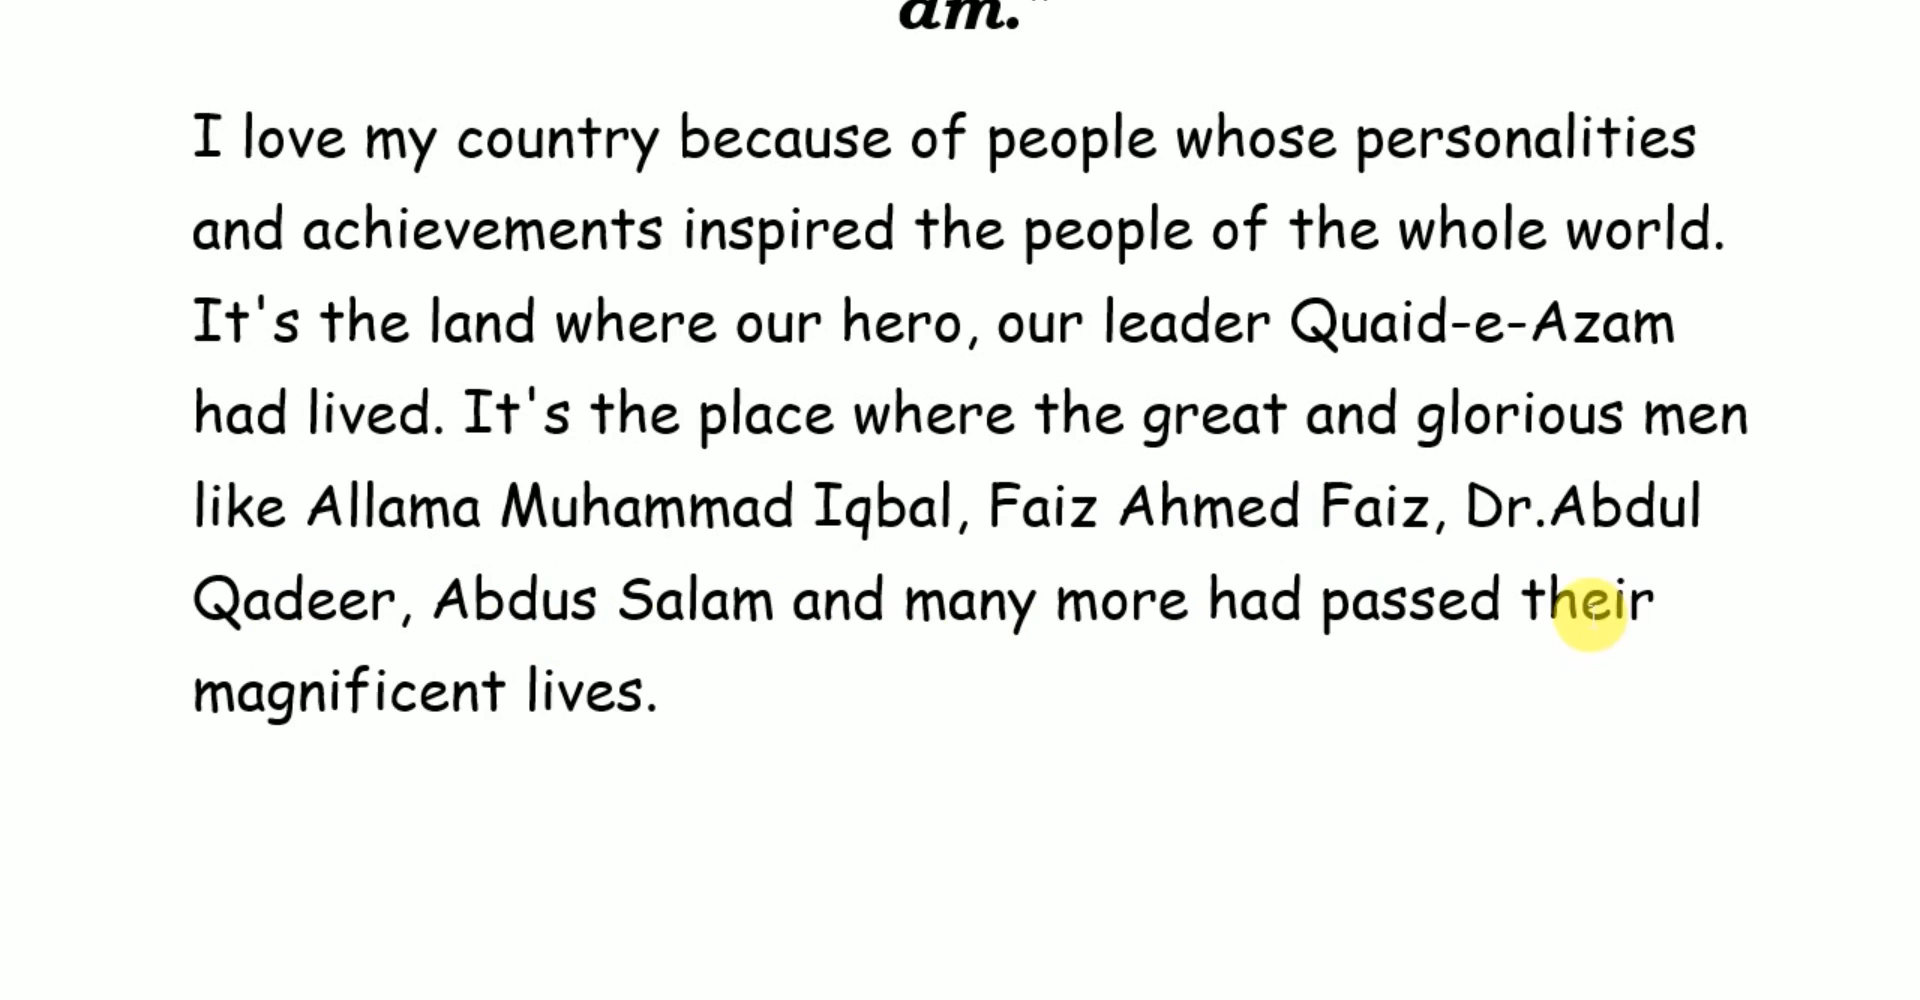 am."
I love my country because of people whose personalities
and achievements inspired the people of the whole world.
It's the land where our hero, our leader Quaid-e-Azam
had lived. It's the place where the great and glorious men
like Allama Muhammad Iqbal, Faiz Ahmed Faiz, Dr.Abdul
Qadeer, Abdus Salam and many more had passed their
magnificent lives.